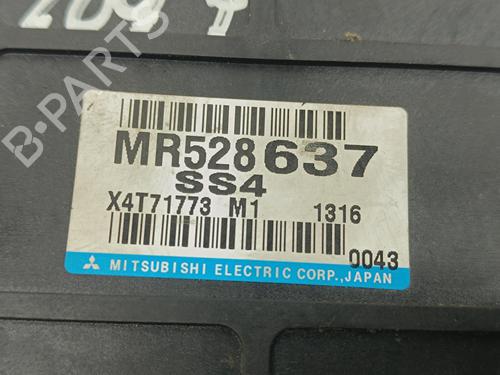 B-PARTS
MR528637
SS4
X4T71773 M1 1316
0043
MITSUBISHI ELECTRIC CORP., JAPAN